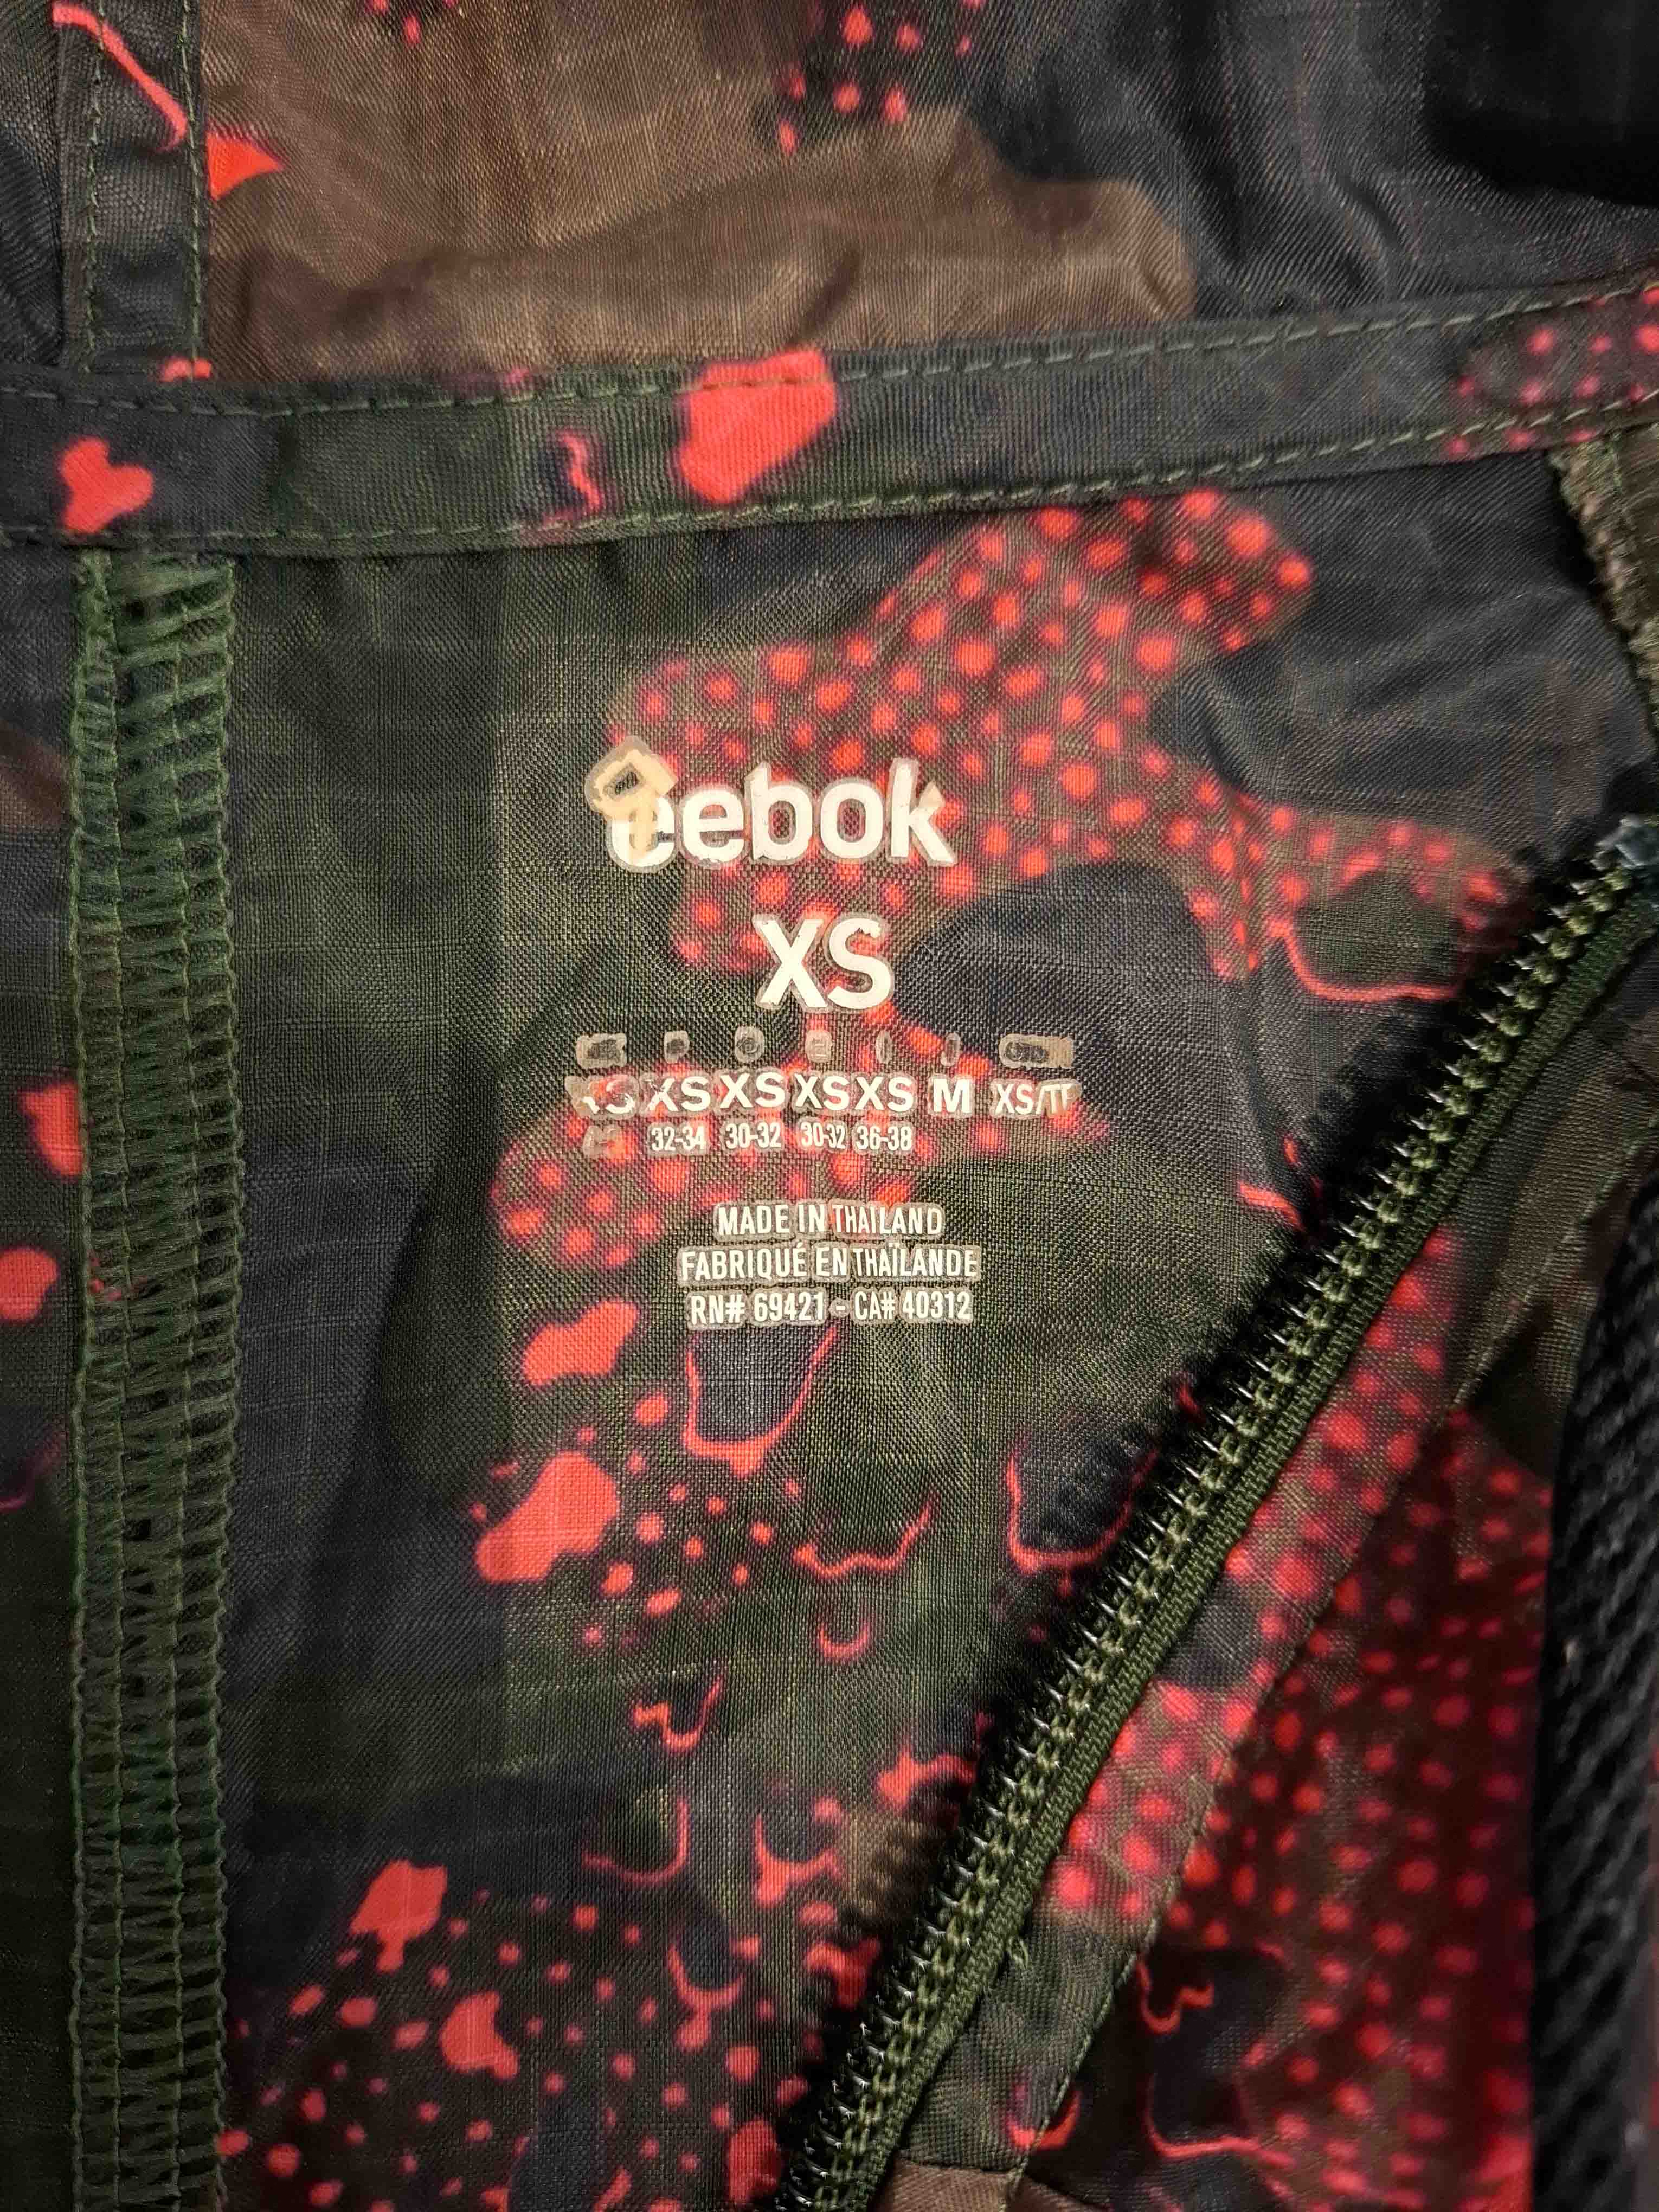 eebok
XS
XS XS XS XS M XS/TP
32-34 30-32 30-32 36-38
MADE IN THAILAND
FABRIQUÉ EN THAÏLANDE
RN# 69421 - CA# 40312